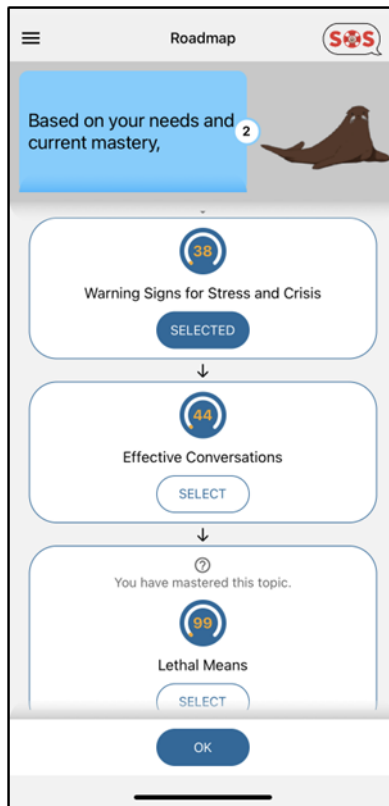 Roadmap
SOS
Based on your needs and
current mastery,
2
38
Warning Signs for Stress and Crisis
SELECTED
44
Effective Conversations
SELECT
You have mastered this topic.
99
Lethal Means
SELECT
OK